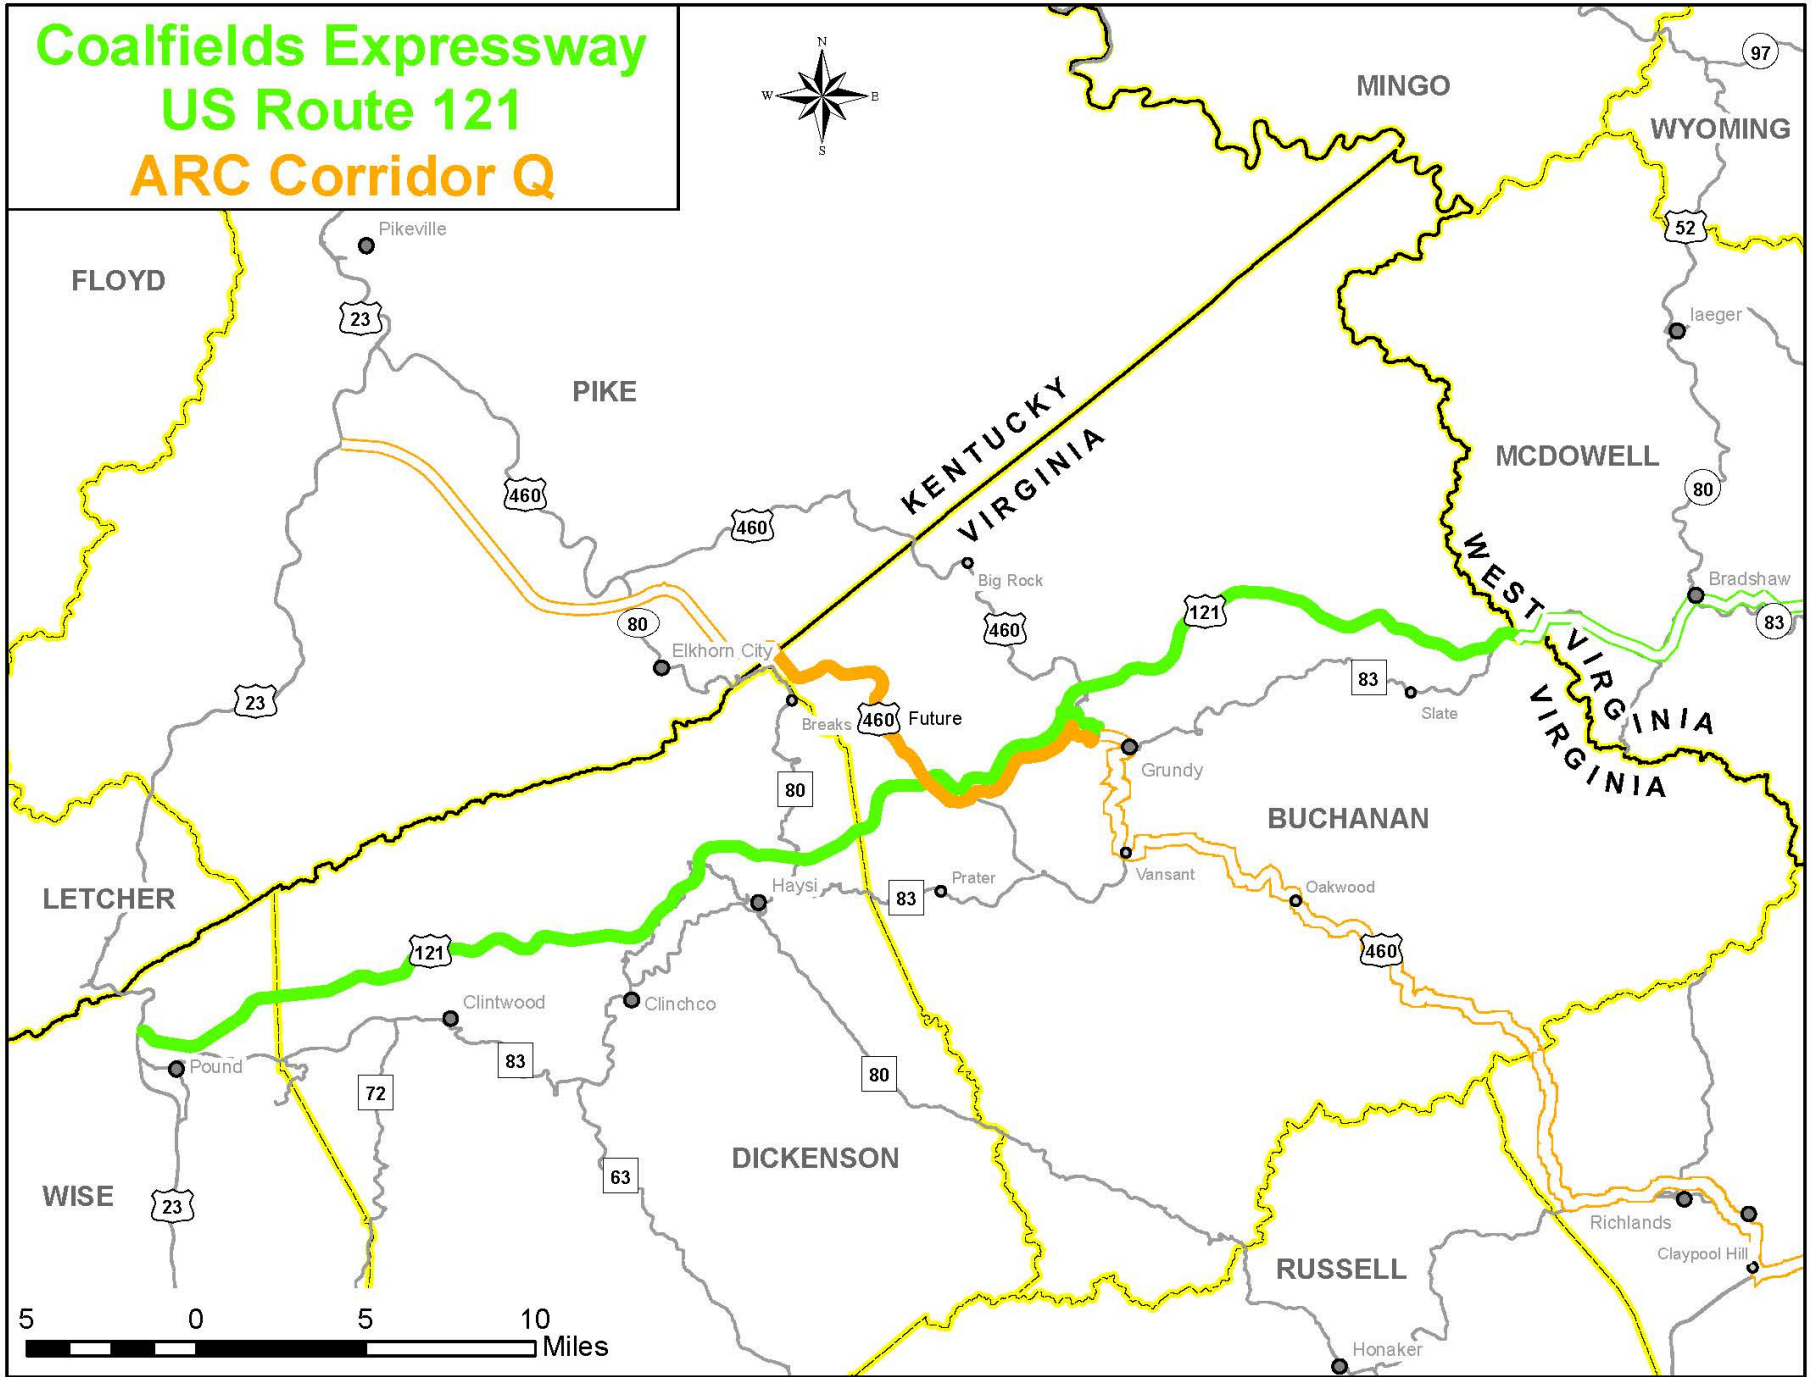 Coalfields Expressway
US Route 121
ARC Corridor Q
N
W
E
S
MINGO
97
WYOMING
52
Pikeville
FLOYD
23
Iaeger
PIKE
KENTUCKY
VIRGINIA
MCDOWELL
80
460
460
WEST VIRGINIA
VIRGINIA
Big Rock
Bradshaw
83
121
460
80
Elkhorn City
83
Slate
23
Breaks
460
Future
Grundy
80
BUCHANAN
Vansant
Oakwood
Haysi
83
Prater
LETCHER
121
460
Clintwood
Clinchco
Pound
83
72
80
DICKENSON
63
WISE
23
Richlands
Claypool Hill
RUSSELL
Honaker
5 0 5 10
Miles